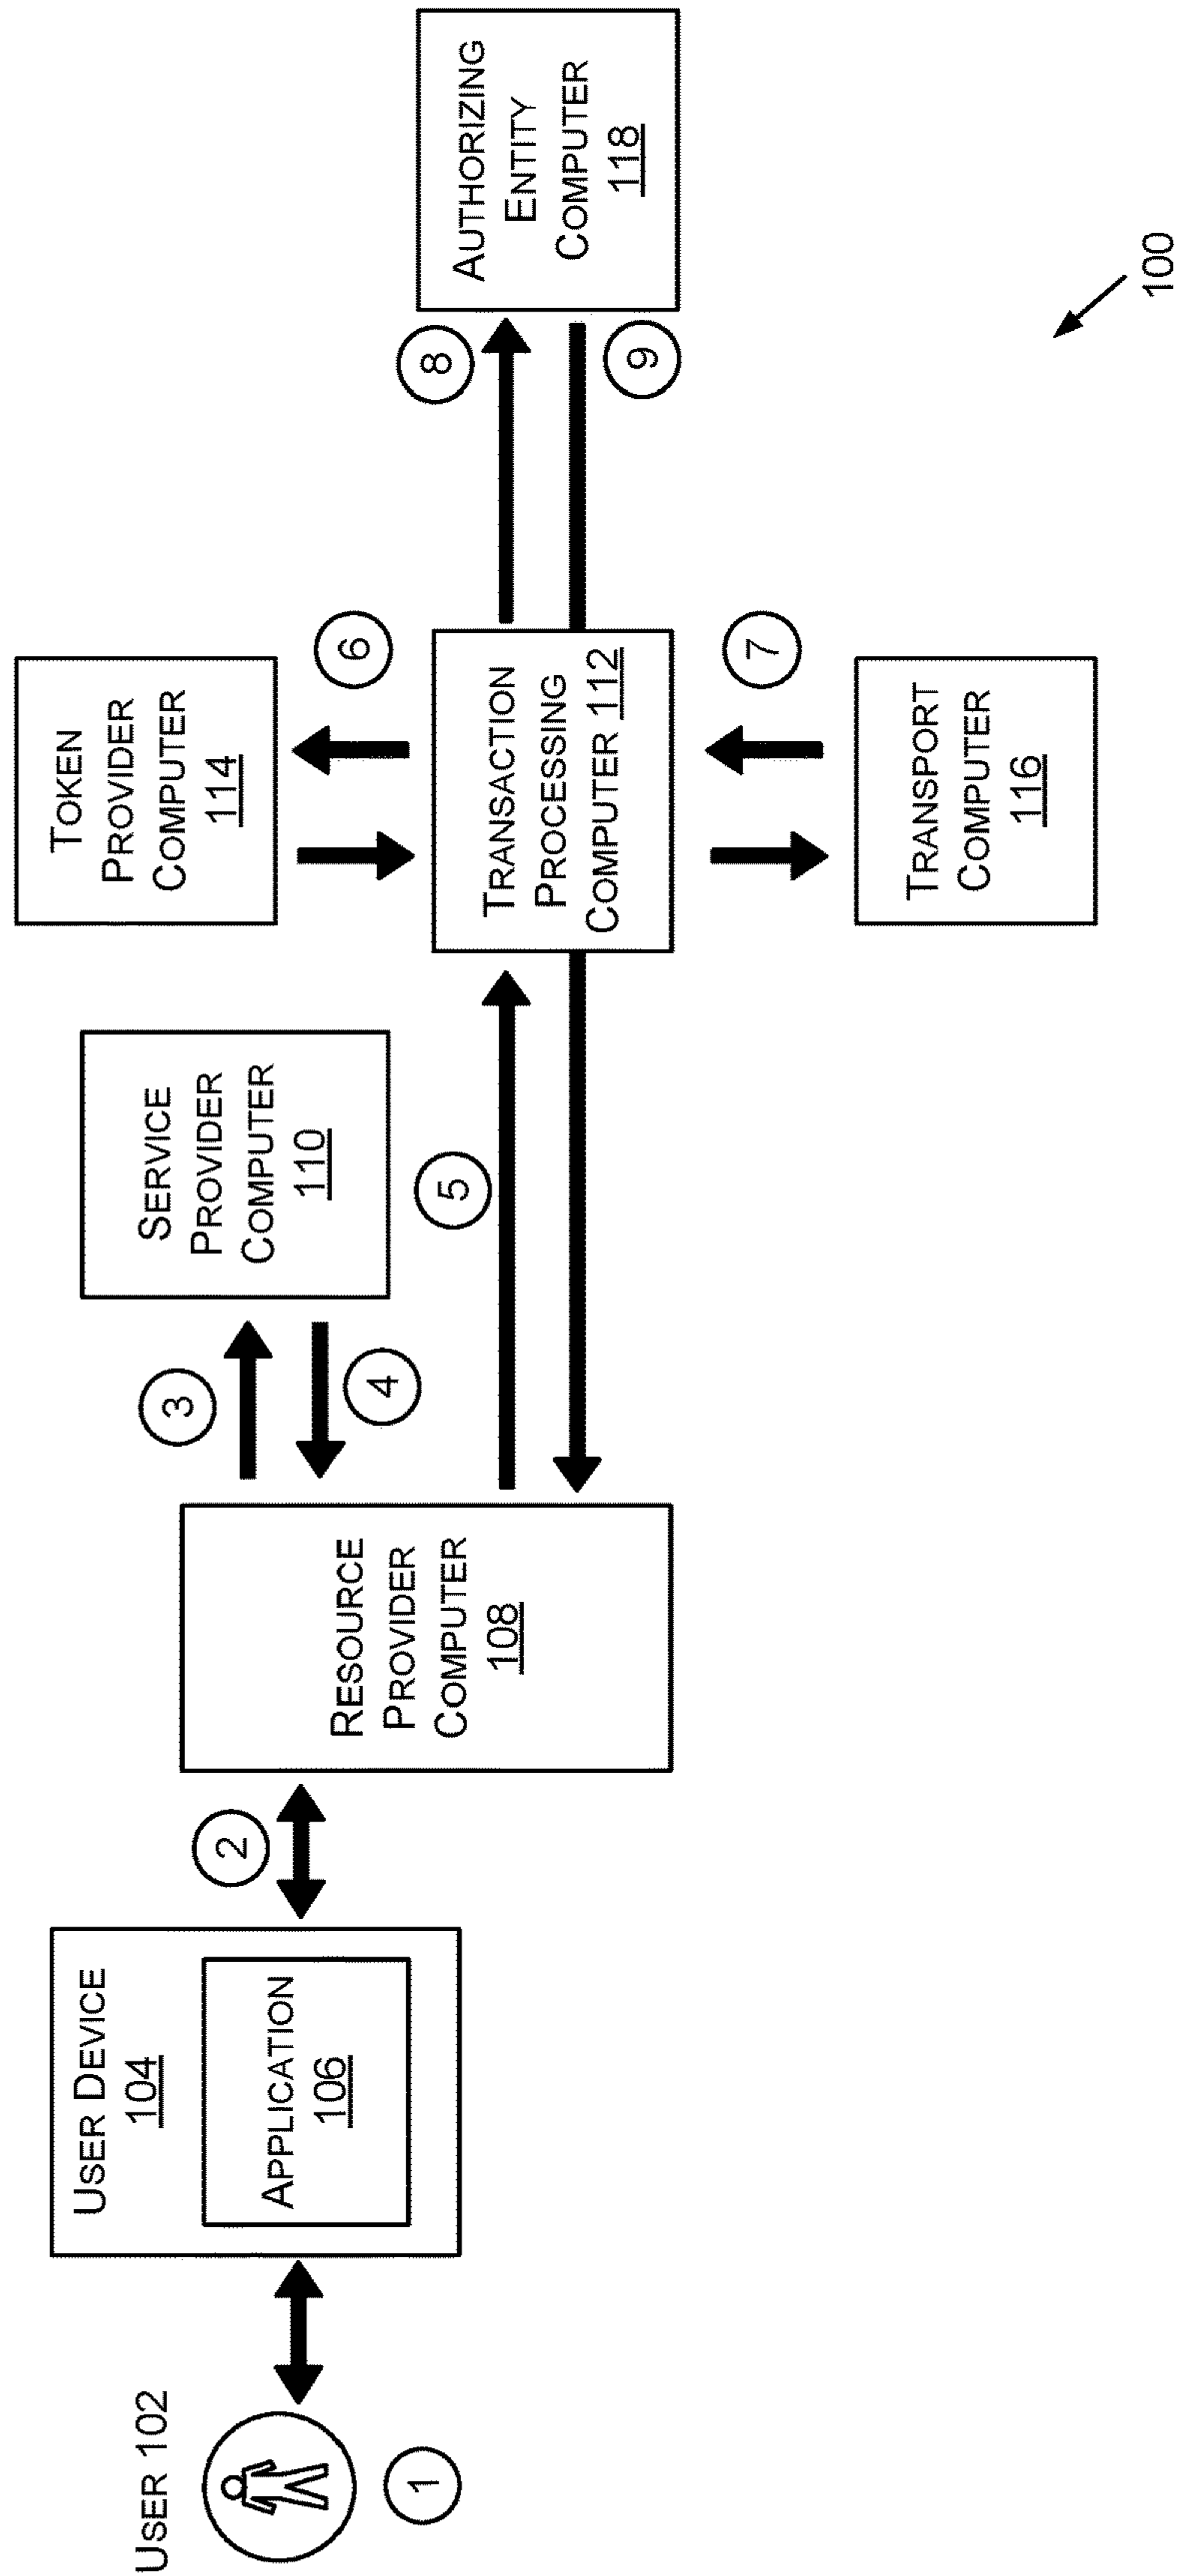 USER 102
1
USER DEVICE
104
APPLICATION
106
2
RESOURCE
PROVIDER
COMPUTER
108
3
4
SERVICE
PROVIDER
COMPUTER
110
5
TOKEN
PROVIDER
COMPUTER
114
6
TRANSACTION
PROCESSING
COMPUTER 112
7
TRANSPORT
COMPUTER
116
8
9
AUTHORIZING
ENTITY
COMPUTER
118
100